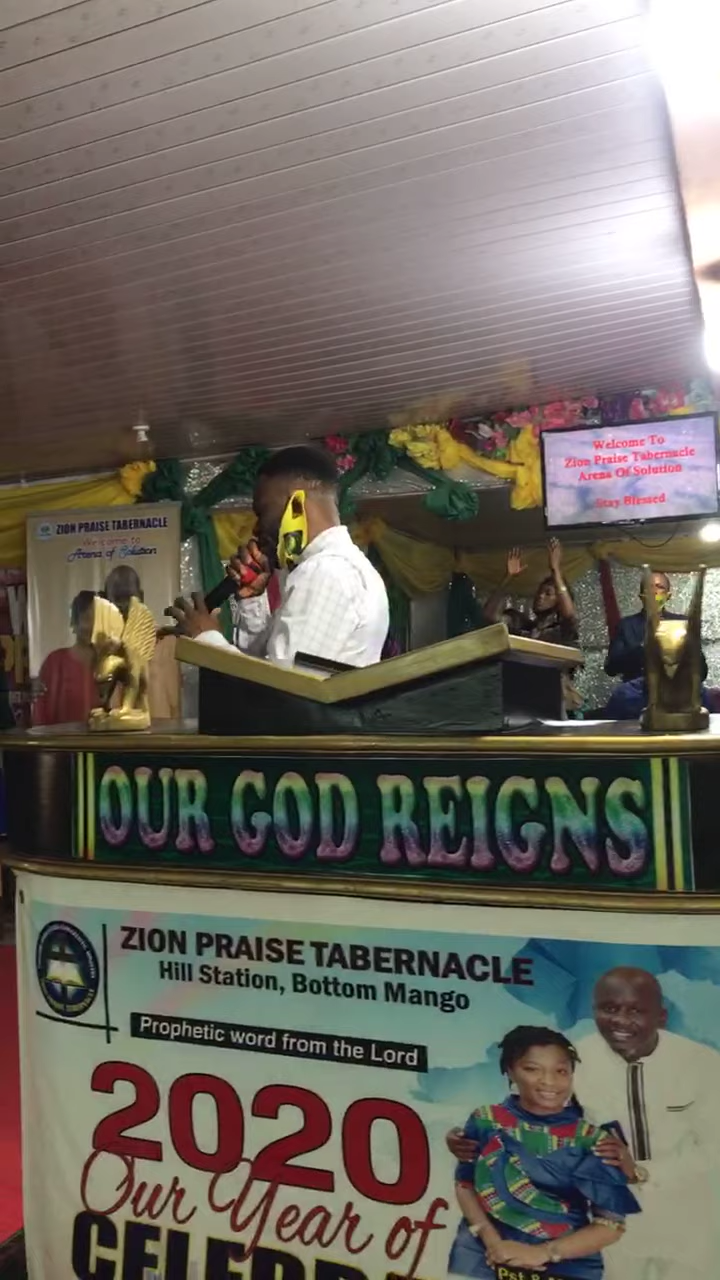 Welcome To
Zion Praise Tabernacle
Arena Of Solution
Stay Blessed
ZION PRAISE TABERNACLE
Welcome to
Arena of Solution
OUR GOD REIGNS
ZION PRAISE TABERNACLE
Hill Station, Bottom Mango
Prophetic word from the Lord
2020
Our Year of
Pst